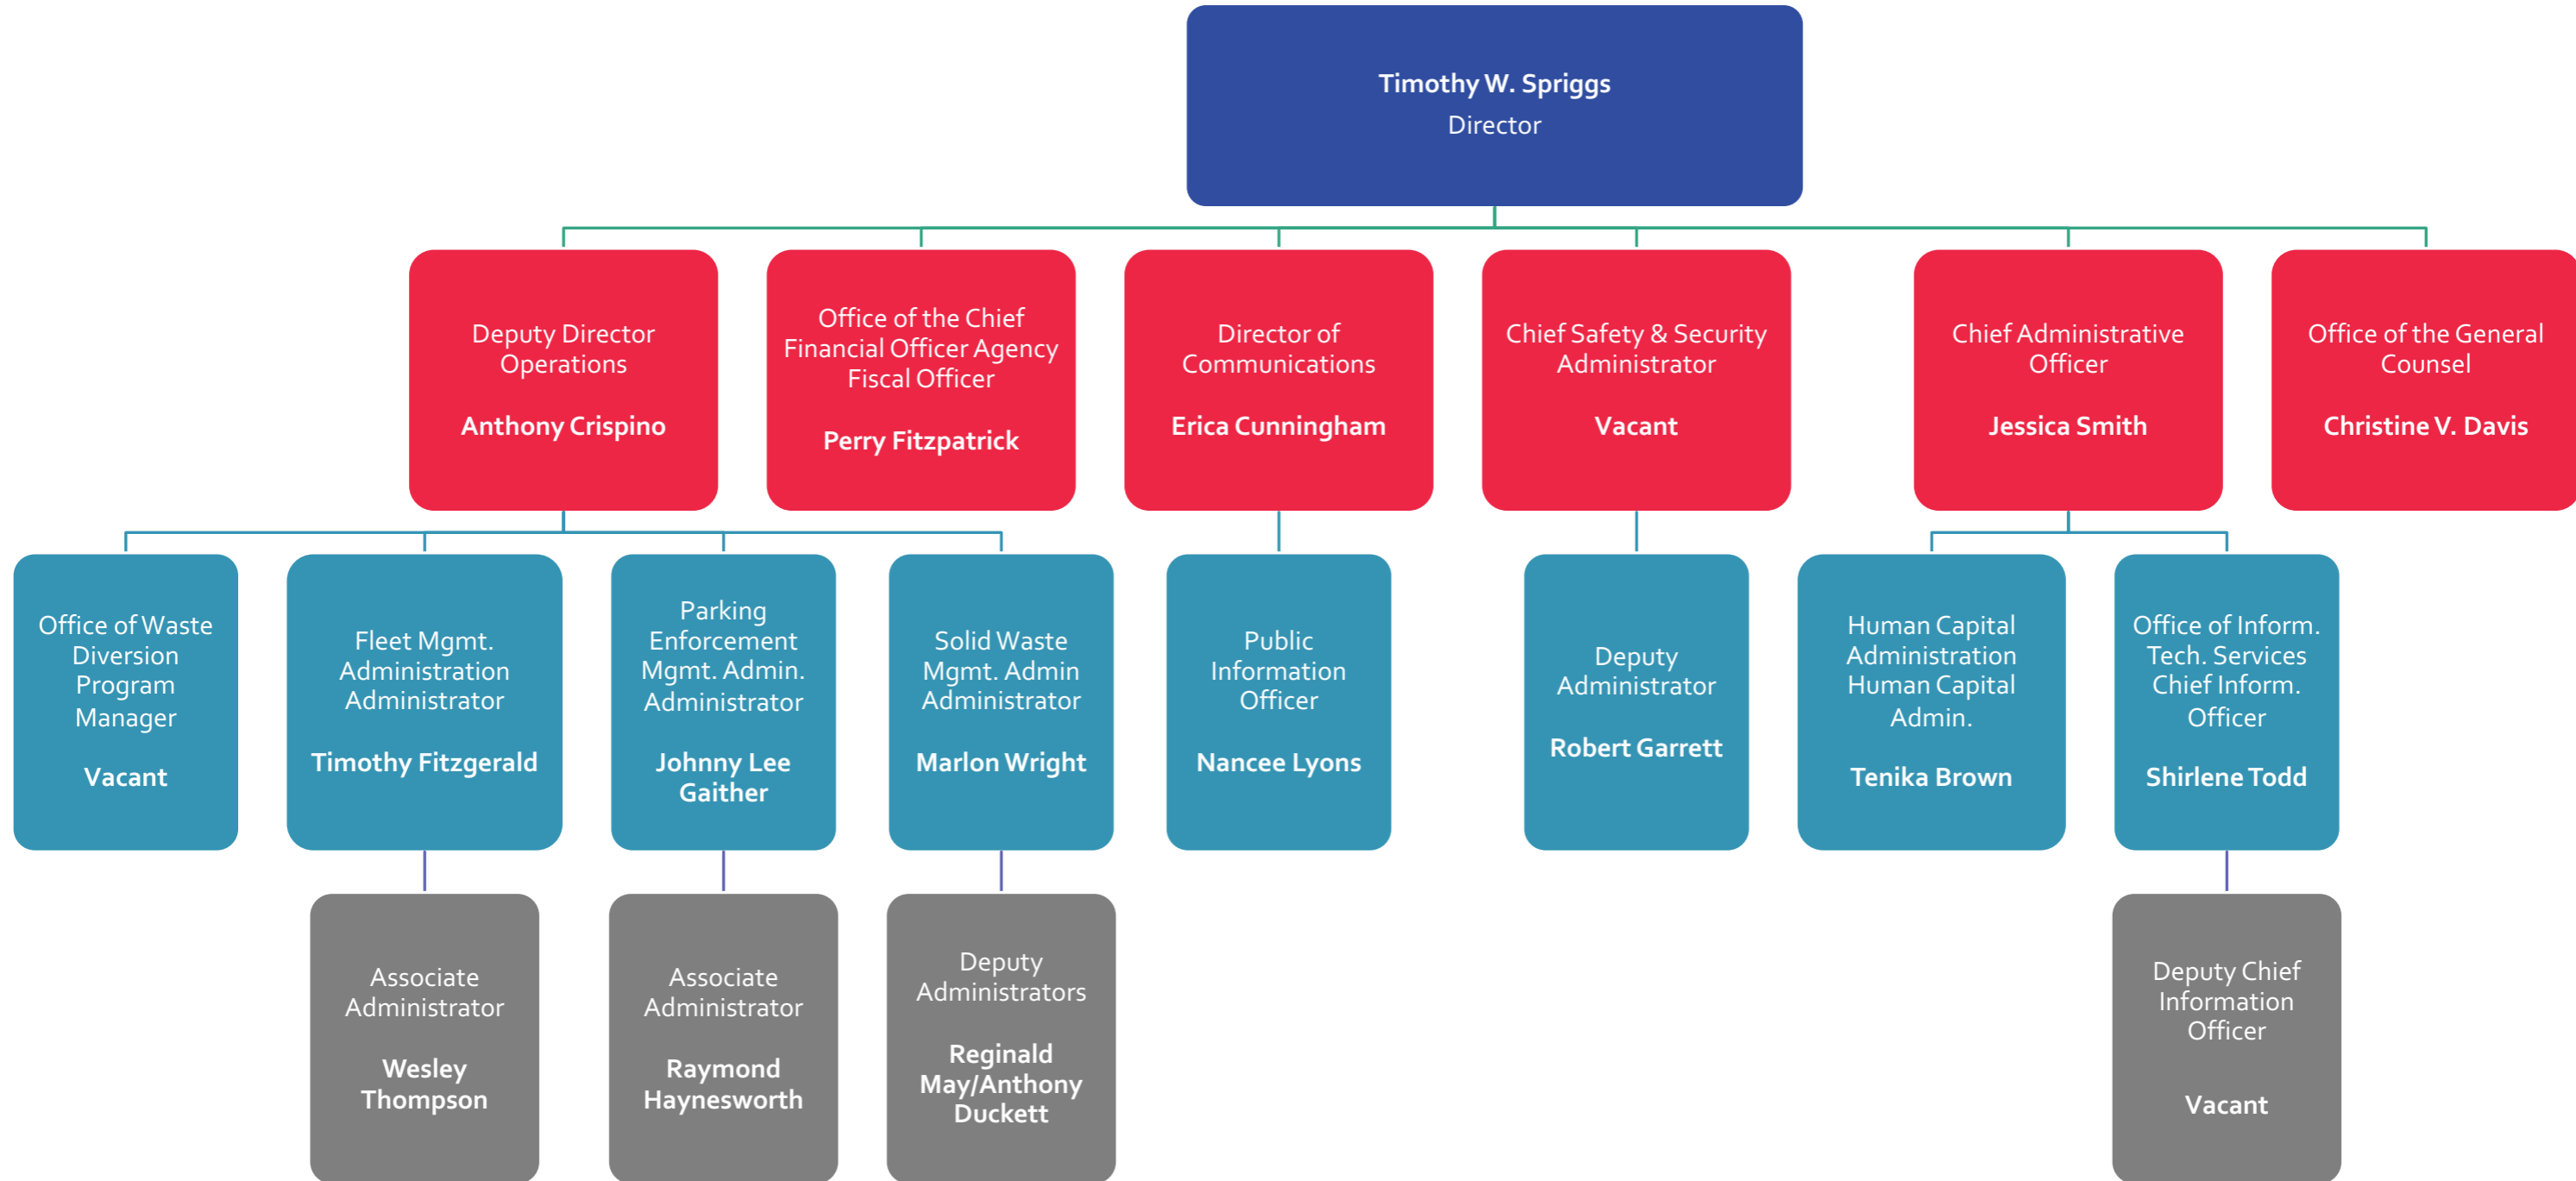 Timothy W. Spriggs
Director
Deputy Director
Operations
Anthony Crispino
Office of the Chief
Financial Officer Agency
Fiscal Officer
Perry Fitzpatrick
Director of
Communications
Erica Cunningham
Chief Safety & Security
Administrator
Vacant
Chief Administrative
Officer
Jessica Smith
Office of the General
Counsel
Christine V. Davis
Office of Waste
Diversion
Program
Manager
Vacant
Fleet Mgmt.
Administration
Administrator
Timothy Fitzgerald
Parking
Enforcement
Mgmt. Admin.
Administrator
Johnny Lee
Gaither
Solid Waste
Mgmt. Admin
Administrator
Marlon Wright
Public
Information
Officer
Nancee Lyons
Deputy
Administrator
Robert Garrett
Human Capital
Administration
Human Capital
Admin.
Tenika Brown
Office of Inform.
Tech. Services
Chief Inform.
Officer
Shirlene Todd
Associate
Administrator
Wesley
Thompson
Associate
Administrator
Raymond
Haynesworth
Deputy
Administrators
Reginald
May/Anthony
Duckett
Deputy Chief
Information
Officer
Vacant